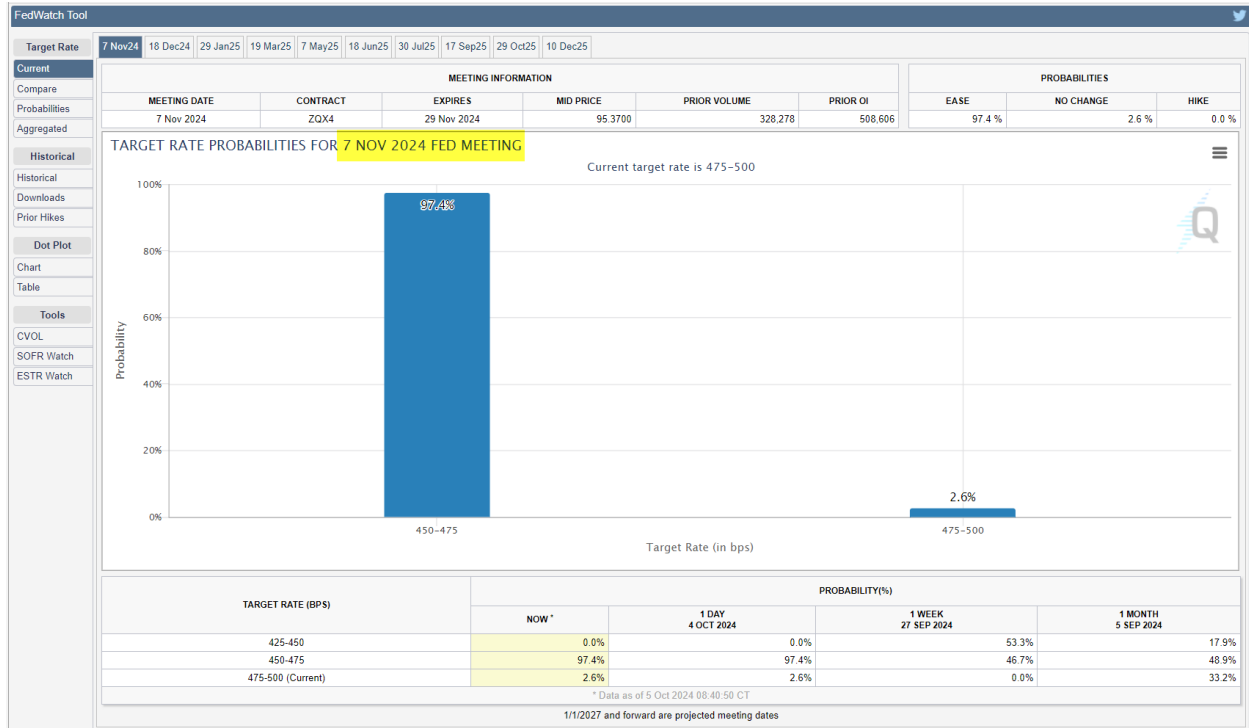 FedWatch Tool
Target Rate
Current
Compare
Probabilities
Aggregated
Historical
Historical
Downloads
Prior Hikes
Dot Plot
Chart
Table
Tools
CVOL
SOFR Watch
ESTR Watch
7 Nov24 18 Dec24 29 Jan25 19 Mar25 7 May25 18 Jun25 30 Jul25 17 Sep25 29 Oct25 10 Dec25
MEETING INFORMATION
MEETING DATE CONTRACT EXPIRES MID PRICE PRIOR VOLUME PRIOR OI
7 Nov 2024 ZQX4 29 Nov 2024 95.3700 328,278 508,606
PROBABILITIES
EASE NO CHANGE HIKE
97.4 % 2.6 % 0.0 %
TARGET RATE PROBABILITIES FOR 7 NOV 2024 FED MEETING
Current target rate is 475-500
100%
80%
60%
40%
20%
0%
Probability
97.4%
2.6%
450-475 475-500
Target Rate (in bps)
Q
TARGET RATE (BPS) PROBABILITY(%)
NOW * 1 DAY 1 WEEK 1 MONTH
4 OCT 2024 27 SEP 2024 5 SEP 2024
425-450 0.0% 0.0% 53.3% 17.9%
450-475 97.4% 97.4% 46.7% 48.9%
475-500 (Current) 2.6% 2.6% 0.0% 33.2%
* Data as of 5 Oct 2024 08:40:50 CT
1/1/2027 and forward are projected meeting dates